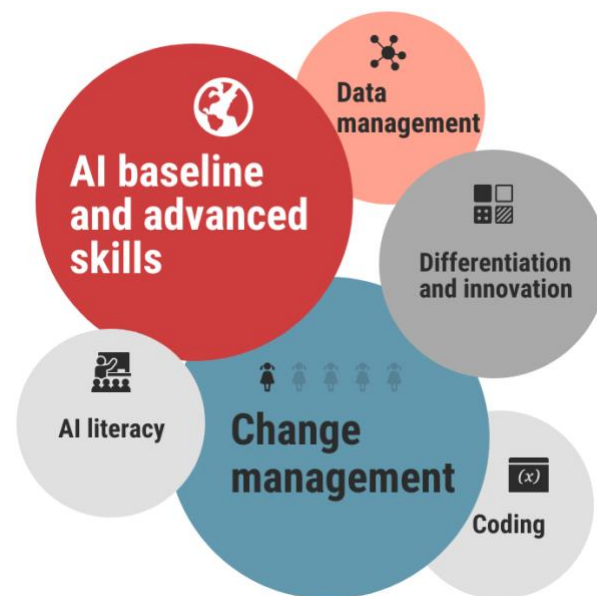 Data
management
AI baseline
and advanced
skills
Differentiation
and innovation
AI literacy
Change
management
(x)
Coding